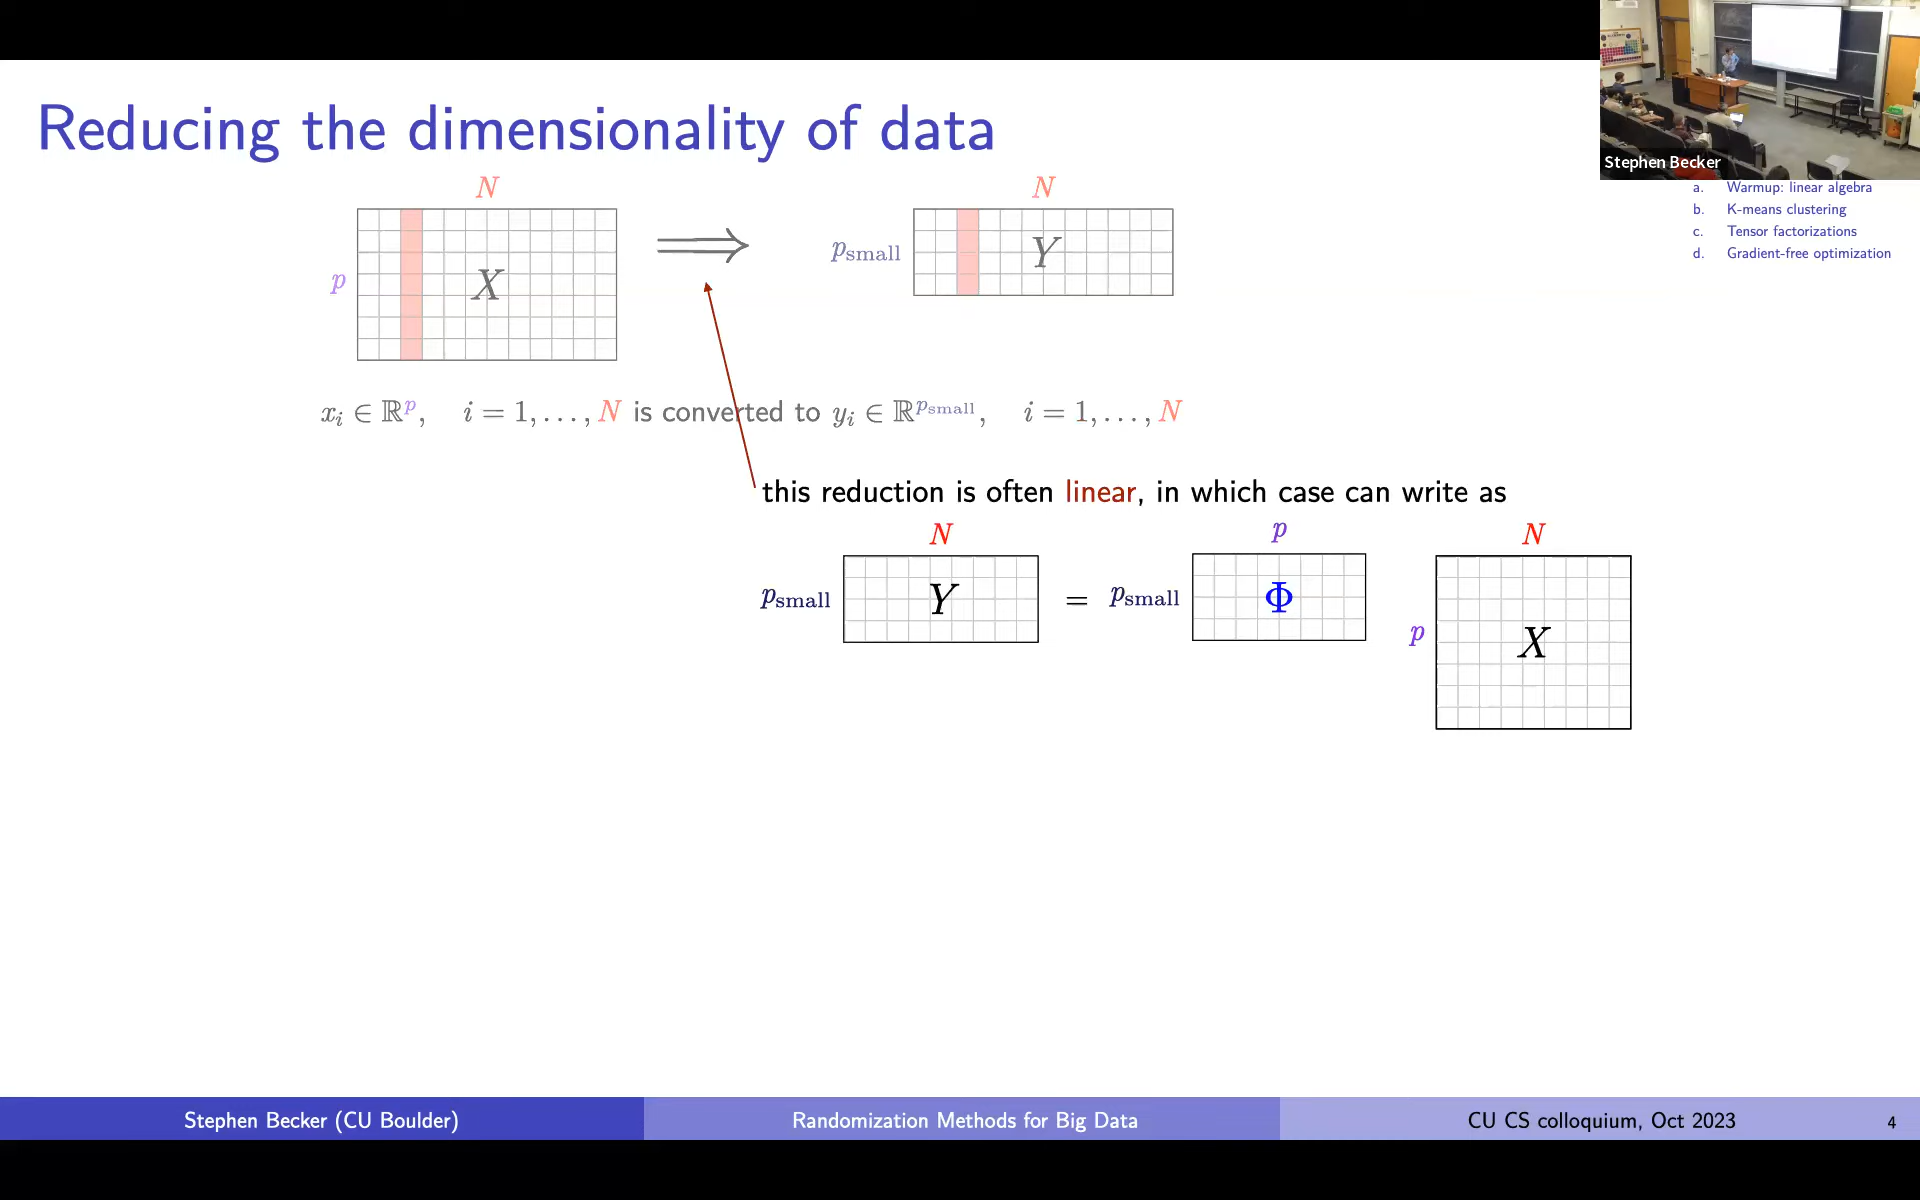 Reducing the dimensionality of data
Stephen Becker
a. Warmup: linear algebra
b. K-means clustering
c. Tensor factorizations
d. Gradient-free optimization
N N
p X ⟹ p_small Y
x_i ∈ ℝ^p, i = 1, . . . , N is converted to y_i ∈ ℝ^{p_small}, i = 1, . . . , N
this reduction is often linear, in which case can write as
N p N
p_small Y = p_small Φ p X
Stephen Becker (CU Boulder) Randomization Methods for Big Data CU CS colloquium, Oct 2023 4